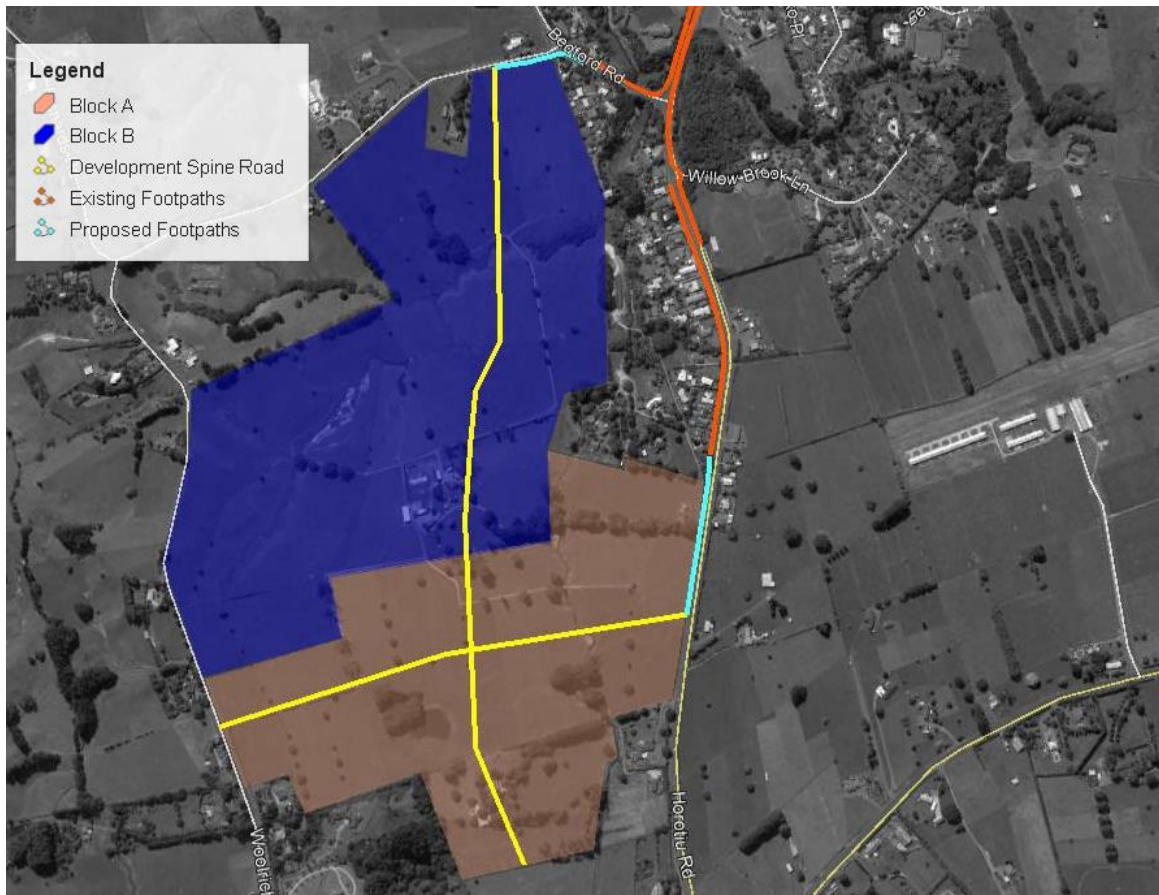 Legend
Block A
Block B
Development Spine Road
Existing Footpaths
Proposed Footpaths
Bedford Rd
Willow Brook Ln
Horotiu Rd